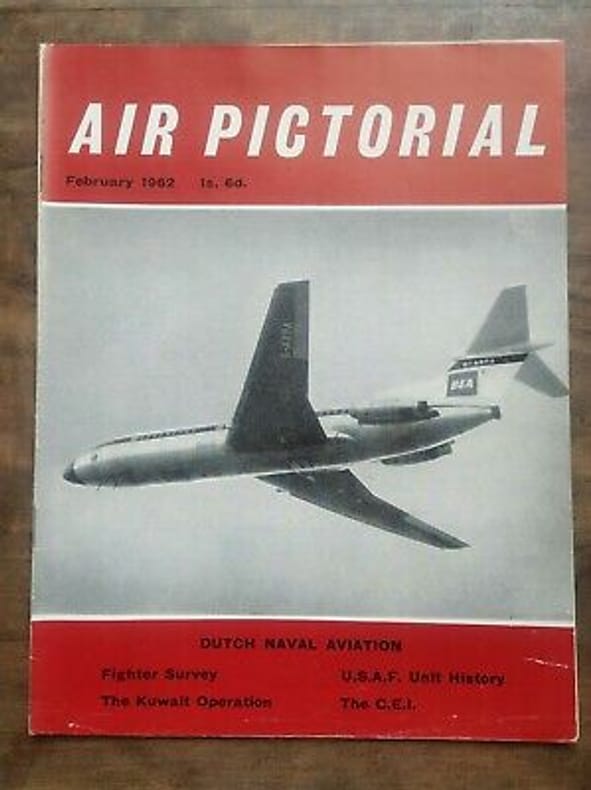 AIR PICTORIAL
February 1962 1s. 6d.
BEA
DUTCH NAVAL AVIATION
Fighter Survey
U.S.A.F. Unit History
The Kuwait Operation
The C.E.I.